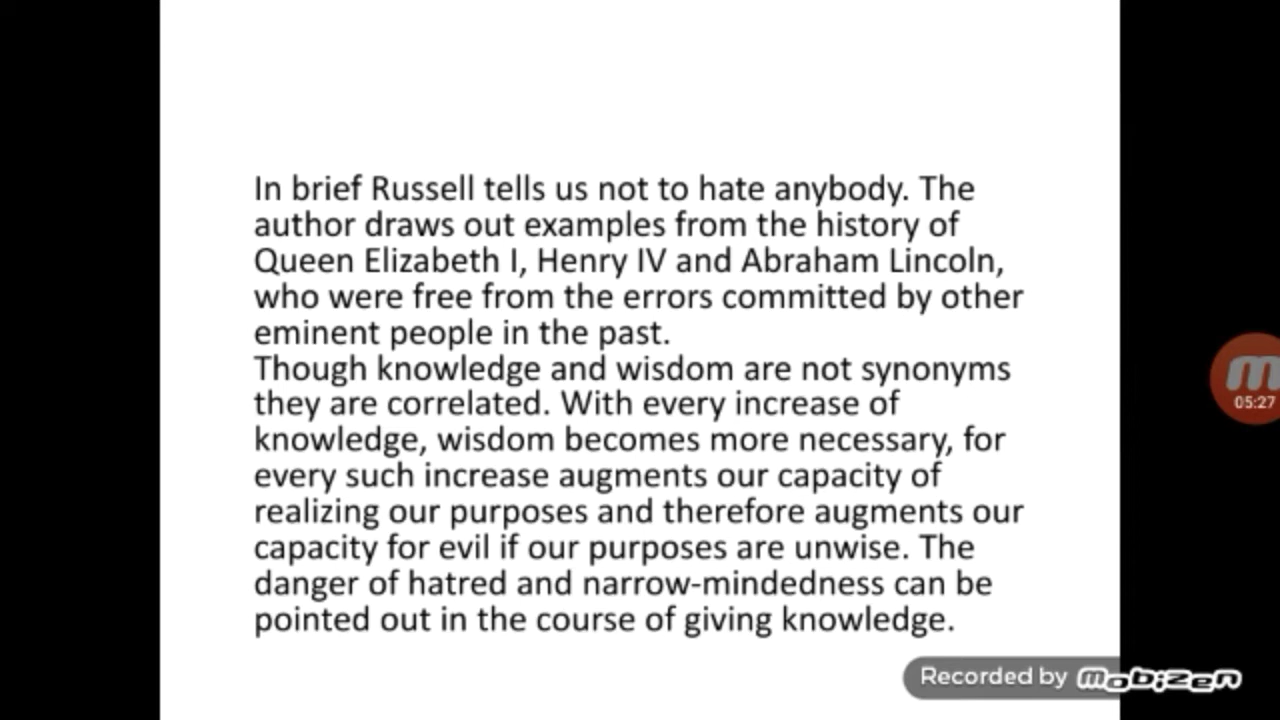 In brief Russell tells us not to hate anybody. The
author draws out examples from the history of
Queen Elizabeth I, Henry IV and Abraham Lincoln,
who were free from the errors committed by other
eminent people in the past.
Though knowledge and wisdom are not synonyms
they are correlated. With every increase of
knowledge, wisdom becomes more necessary, for
every such increase augments our capacity of
realizing our purposes and therefore augments our
capacity for evil if our purposes are unwise. The
danger of hatred and narrow-mindedness can be
pointed out in the course of giving knowledge.
m
05:27
Recorded by mobizen